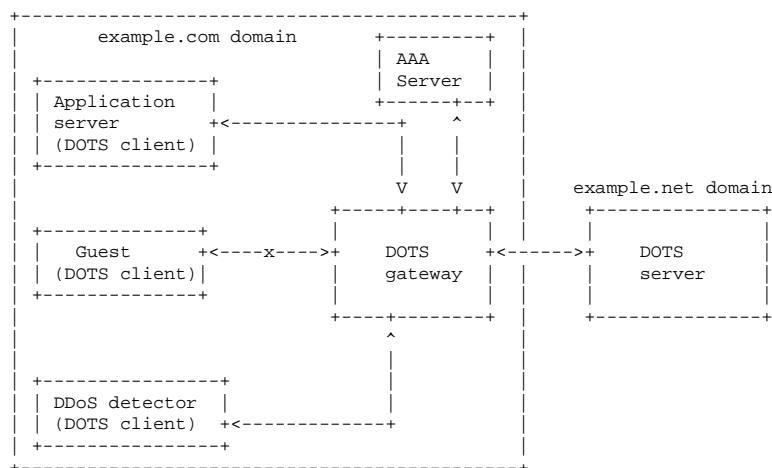 example.com domain
AAA
Server
Application
server
(DOTS client)
example.net domain
Guest
(DOTS client)
x
DOTS
gateway
DOTS
server
DDoS detector
(DOTS client)